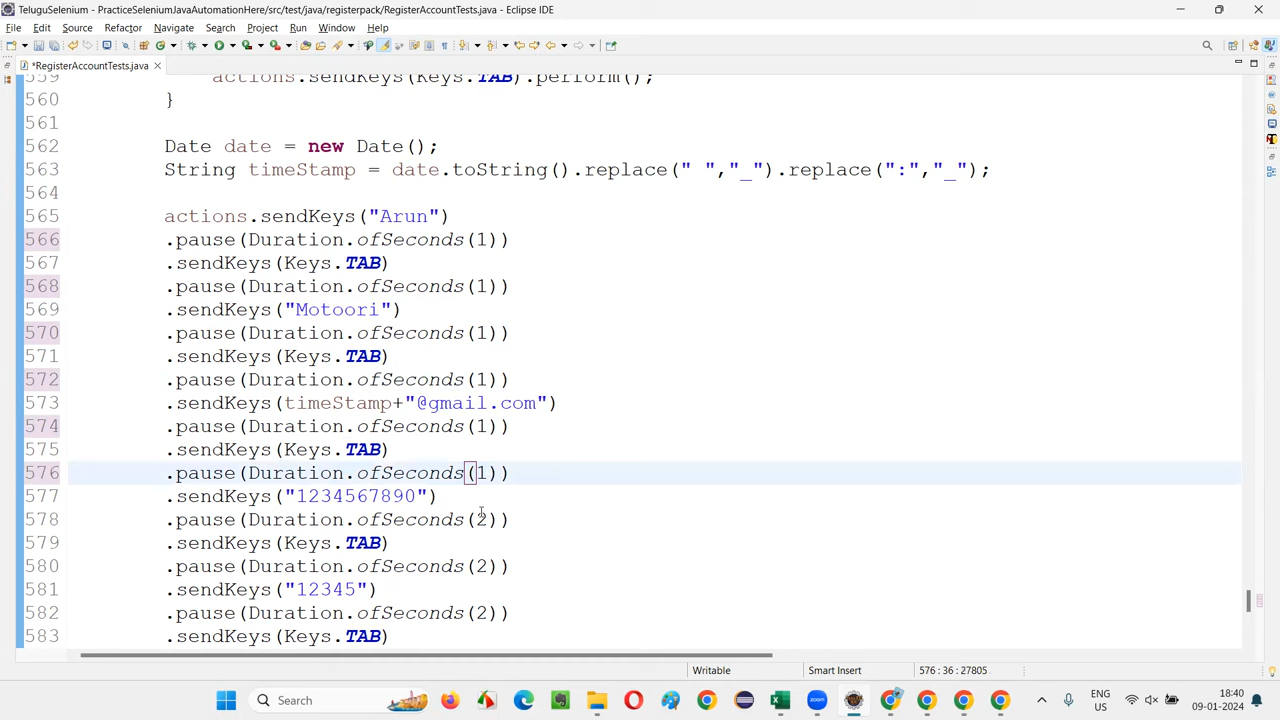 TeluguSelenium - PracticeSeleniumJavaAutomationHere/src/test/java/registerpack/RegisterAccountTests.java - Eclipse IDE
File Edit Source Refactor Navigate Search Project Run Window Help
*RegisterAccountTests.java
559 actions.sendKeys(Keys.TAB).perform();
560 }
561
562 Date date = new Date();
563 String timeStamp = date.toString().replace(" ","_").replace(":","_");
564
565 actions.sendKeys("Arun")
566 .pause(Duration.ofSeconds(1))
567 .sendKeys(Keys.TAB)
568 .pause(Duration.ofSeconds(1))
569 .sendKeys("Motoori")
570 .pause(Duration.ofSeconds(1))
571 .sendKeys(Keys.TAB)
572 .pause(Duration.ofSeconds(1))
573 .sendKeys(timeStamp+"@gmail.com")
574 .pause(Duration.ofSeconds(1))
575 .sendKeys(Keys.TAB)
576 .pause(Duration.ofSeconds(1))
577 .sendKeys("1234567890")
578 .pause(Duration.ofSeconds(2))
579 .sendKeys(Keys.TAB)
580 .pause(Duration.ofSeconds(2))
581 .sendKeys("12345")
582 .pause(Duration.ofSeconds(2))
583 .sendKeys(Keys.TAB)
Writable Smart Insert 576 : 36 : 27805
Search ENG US 18:40 09-01-2024